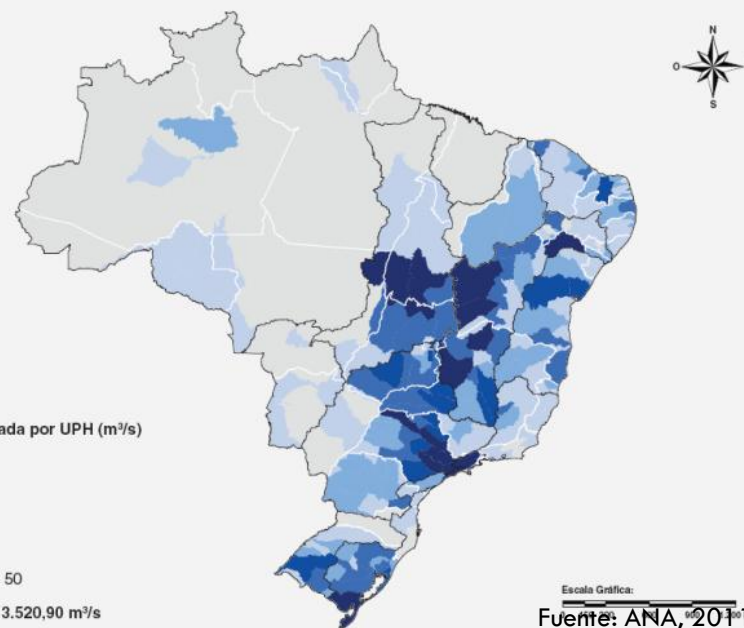 N
O
S
ada por UPH (m³/s)
50
3.520,90 m³/s
Escala Gráfica:
Fuente: ANA, 201